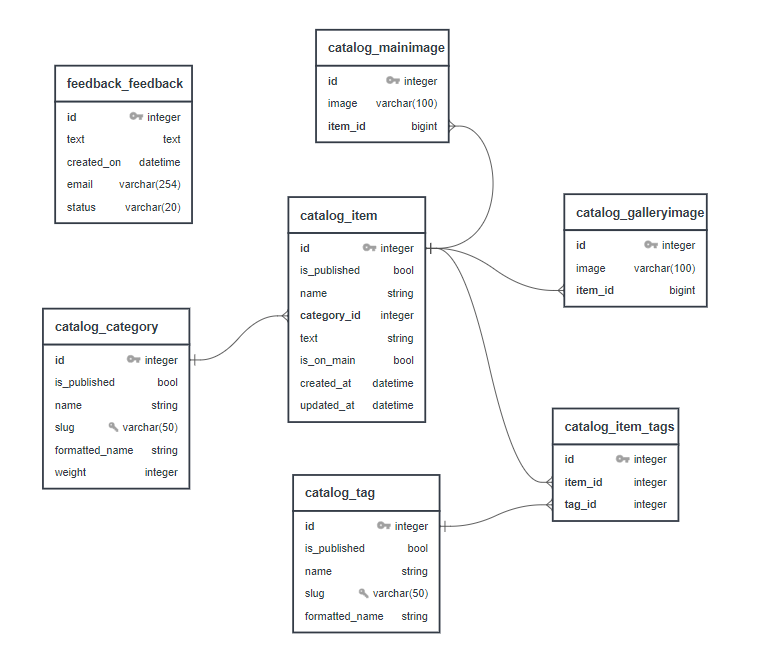 catalog_mainimage
id integer
image varchar(100)
item_id bigint
feedback_feedback
id integer
text text
created_on datetime
email varchar(254)
status varchar(20)
catalog_item
id integer
is_published bool
name string
category_id integer
text string
is_on_main bool
created_at datetime
updated_at datetime
catalog_galleryimage
id integer
image varchar(100)
item_id bigint
catalog_category
id integer
is_published bool
name string
slug varchar(50)
formatted_name string
weight integer
catalog_item_tags
id integer
item_id integer
tag_id integer
catalog_tag
id integer
is_published bool
name string
slug varchar(50)
formatted_name string